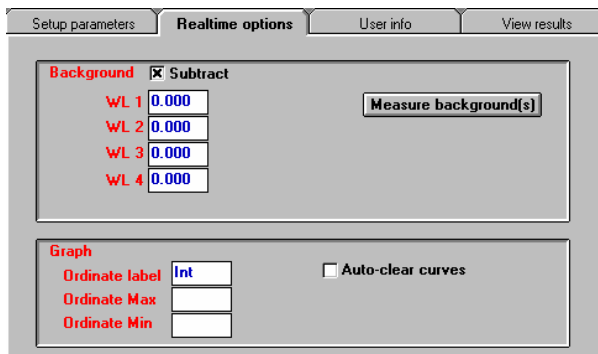 Setup parameters Realtime options User info View results
Background Subtract
WL 1 0.000 Measure background(s)
WL 2 0.000
WL 3 0.000
WL 4 0.000
Graph
Ordinate label Int Auto-clear curves
Ordinate Max
Ordinate Min